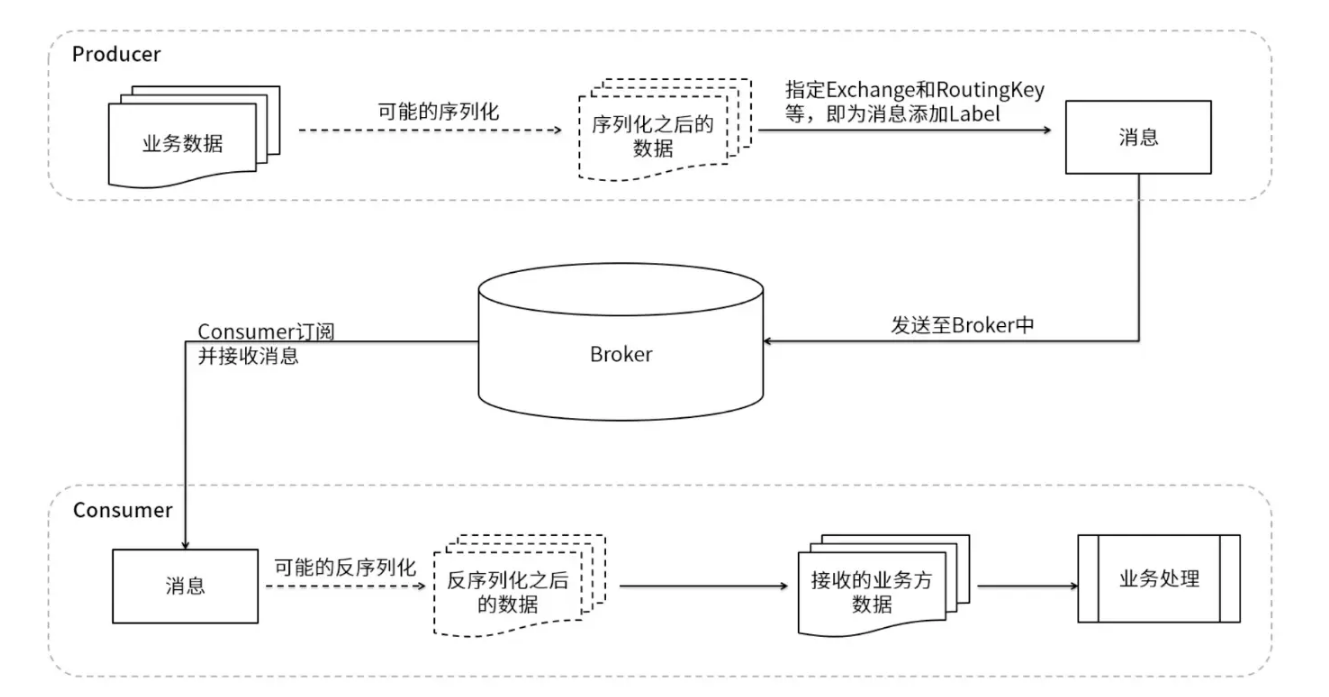 Producer
业务数据
可能的序列化
序列化之后的
数据
指定Exchange和RoutingKey
等，即为消息添加Label
消息
发送至Broker中
Broker
Consumer订阅
并接收消息
Consumer
消息
可能的反序列化
反序列化之后
的数据
接收的业务方
数据
业务处理